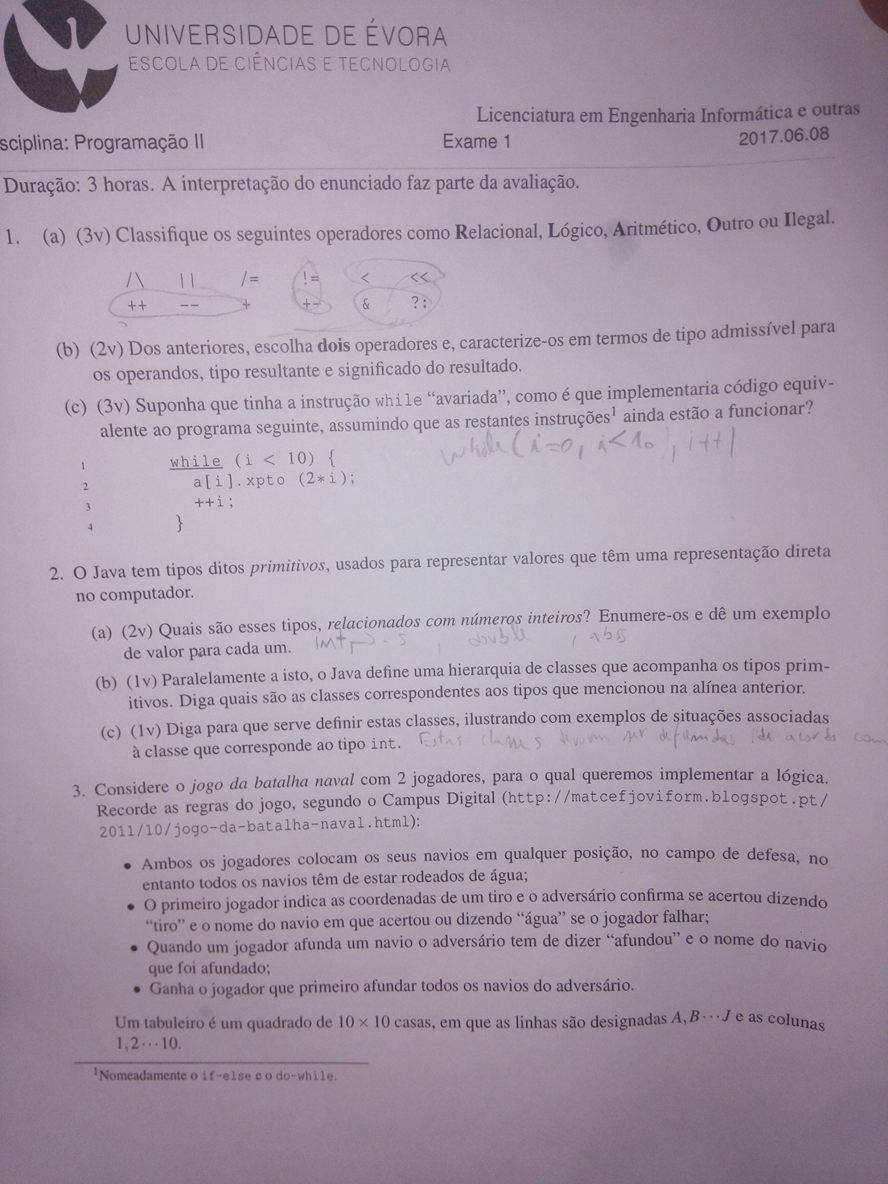 UNIVERSIDADE DE ÉVORA
ESCOLA DE CIÊNCIAS E TECNOLOGIA
Licenciatura em Engenharia Informática e outras
sciplina: Programação II Exame 1 2017.06.08
Duração: 3 horas. A interpretação do enunciado faz parte da avaliação.
1. (a) (3v) Classifique os seguintes operadores como Relacional, Lógico, Aritmético, Outro ou Ilegal.
/\ || /= != < <<
++ -- + +- & ?:
(b) (2v) Dos anteriores, escolha dois operadores e, caracterize-os em termos de tipo admissível para
os operandos, tipo resultante e significado do resultado.
(c) (3v) Suponha que tinha a instrução while “avariada”, como é que implementaria código equiv-
alente ao programa seguinte, assumindo que as restantes instruções1 ainda estão a funcionar?
while (i=0, i<10, i++)
1 while (i < 10) {
2 a[i].xpto (2*i);
3 ++i;
4 }
2. O Java tem tipos ditos primitivos, usados para representar valores que têm uma representação direta
no computador.
(a) (2v) Quais são esses tipos, relacionados com números inteiros? Enumere-os e dê um exemplo
de valor para cada um. , double , abs
(b) (1v) Paralelamente a isto, o Java define uma hierarquia de classes que acompanha os tipos prim-
itivos. Diga quais são as classes correspondentes aos tipos que mencionou na alínea anterior.
(c) (1v) Diga para que serve definir estas classes, ilustrando com exemplos de situações associadas
à classe que corresponde ao tipo int. Estas classes devem ser definidas de acordo com
3. Considere o jogo da batalha naval com 2 jogadores, para o qual queremos implementar a lógica.
Recorde as regras do jogo, segundo o Campus Digital (http://matcefjoviform.blogspot.pt/
2011/10/jogo-da-batalha-naval.html):
• Ambos os jogadores colocam os seus navios em qualquer posição, no campo de defesa, no
entanto todos os navios têm de estar rodeados de água;
• O primeiro jogador indica as coordenadas de um tiro e o adversário confirma se acertou dizendo
“tiro” e o nome do navio em que acertou ou dizendo “água” se o jogador falhar;
• Quando um jogador afunda um navio o adversário tem de dizer “afundou” e o nome do navio
que foi afundado;
• Ganha o jogador que primeiro afundar todos os navios do adversário.
Um tabuleiro é um quadrado de 10 × 10 casas, em que as linhas são designadas A,B···J e as colunas
1,2···10.
1Nomeadamente o if-else e o do-while.